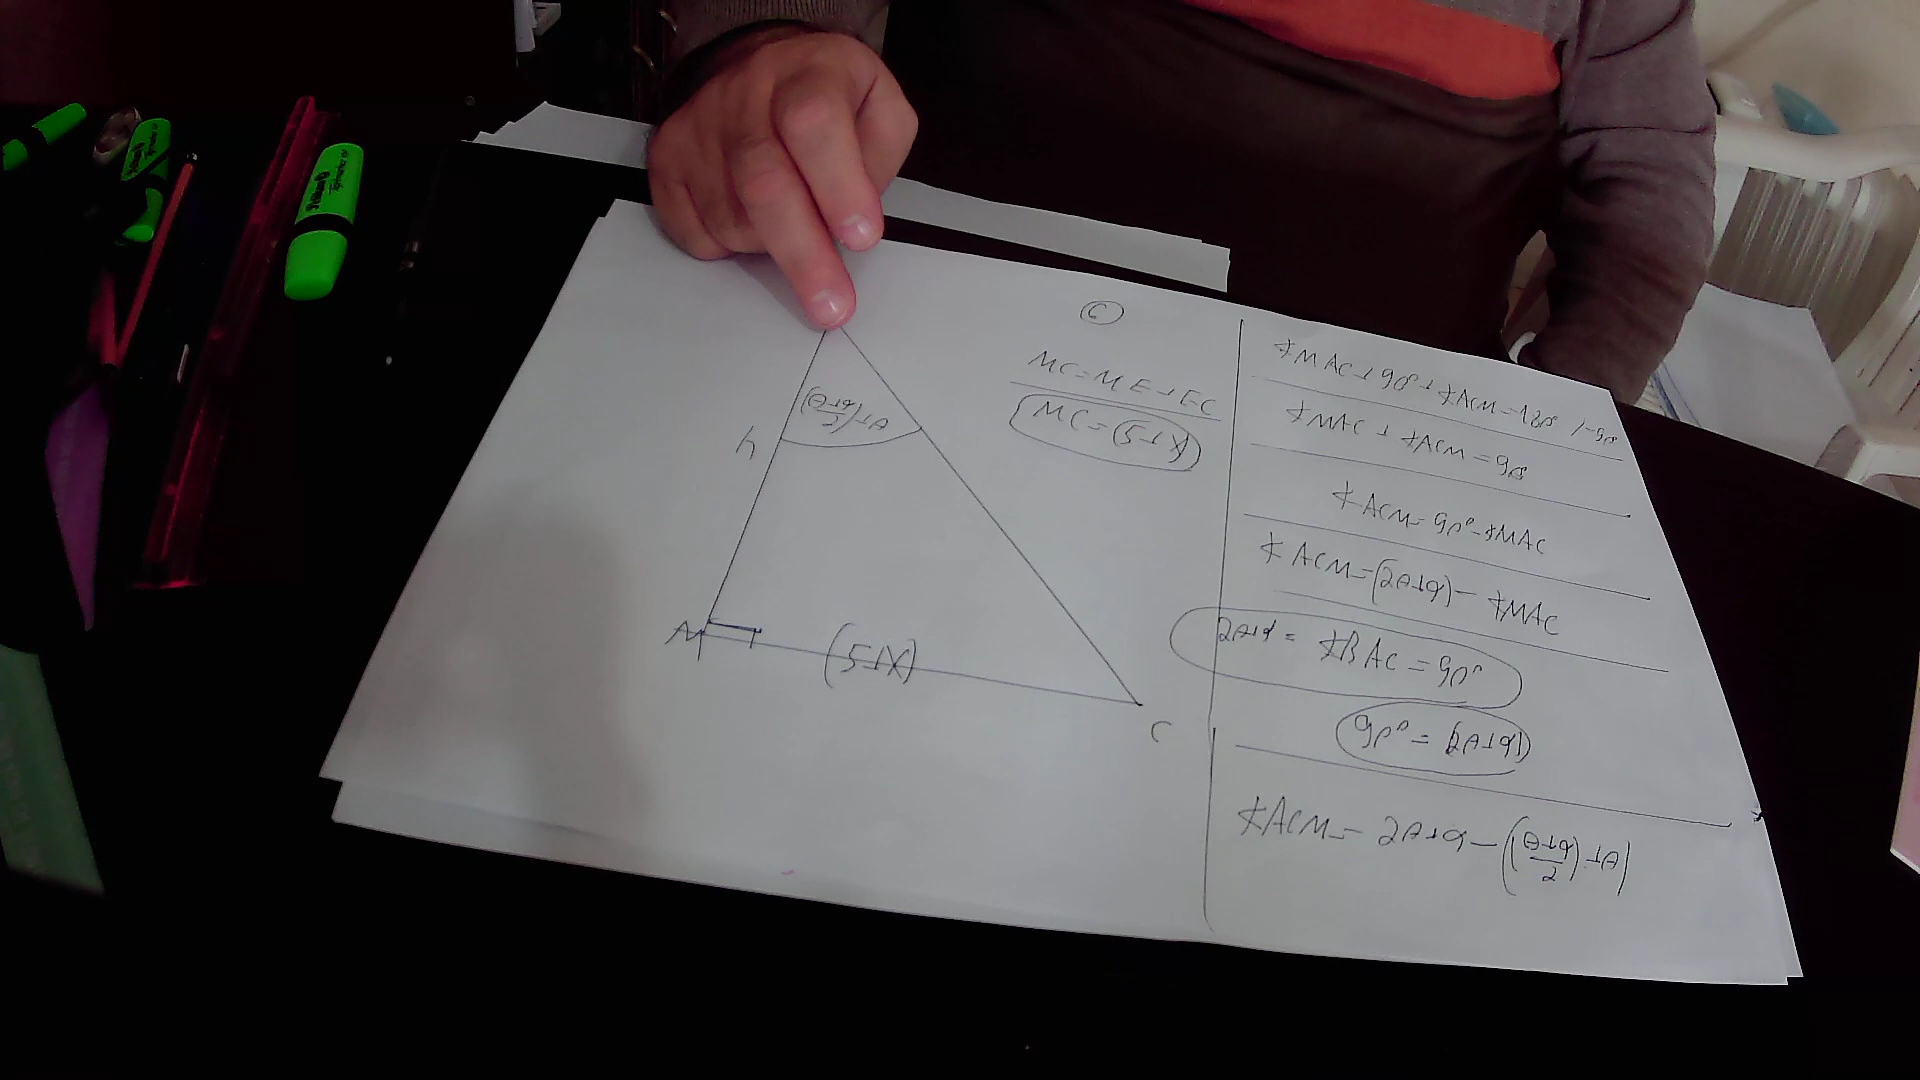 6
MC=ME+EC
MC=(5+X)
(θ+α/2)+θ
h
M
(5+X)
C
∡MAC+90°+∡ACM=180° /-90
∡MAC+∡ACM=90
∡ACM=90°-∡MAC
∡ACM=(2θ+α)-∡MAC
2θ+α=∡BAC=90°
90°=(2θ+α)
∡ACM=2θ+α-((θ+α/2)+θ)